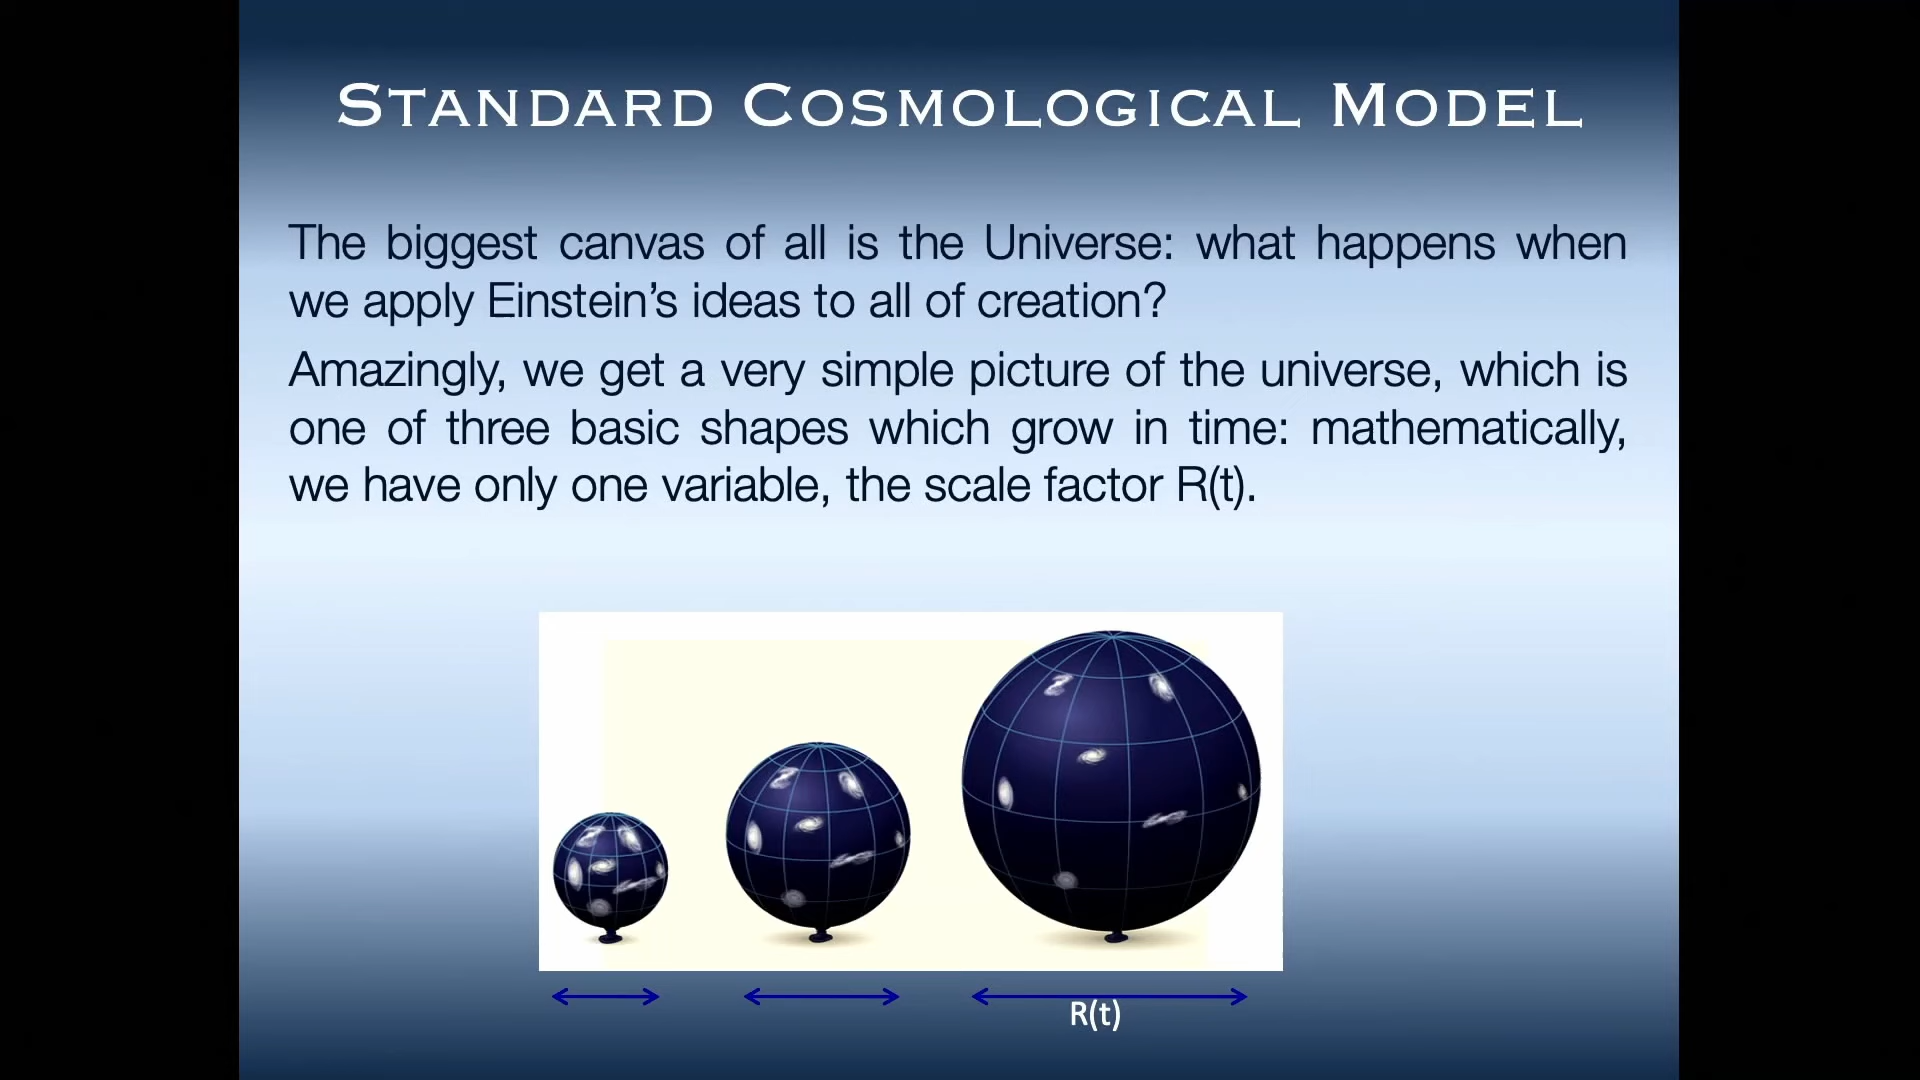 STANDARD COSMOLOGICAL MODEL
The biggest canvas of all is the Universe: what happens when
we apply Einstein’s ideas to all of creation?
Amazingly, we get a very simple picture of the universe, which is
one of three basic shapes which grow in time: mathematically,
we have only one variable, the scale factor R(t).
R(t)